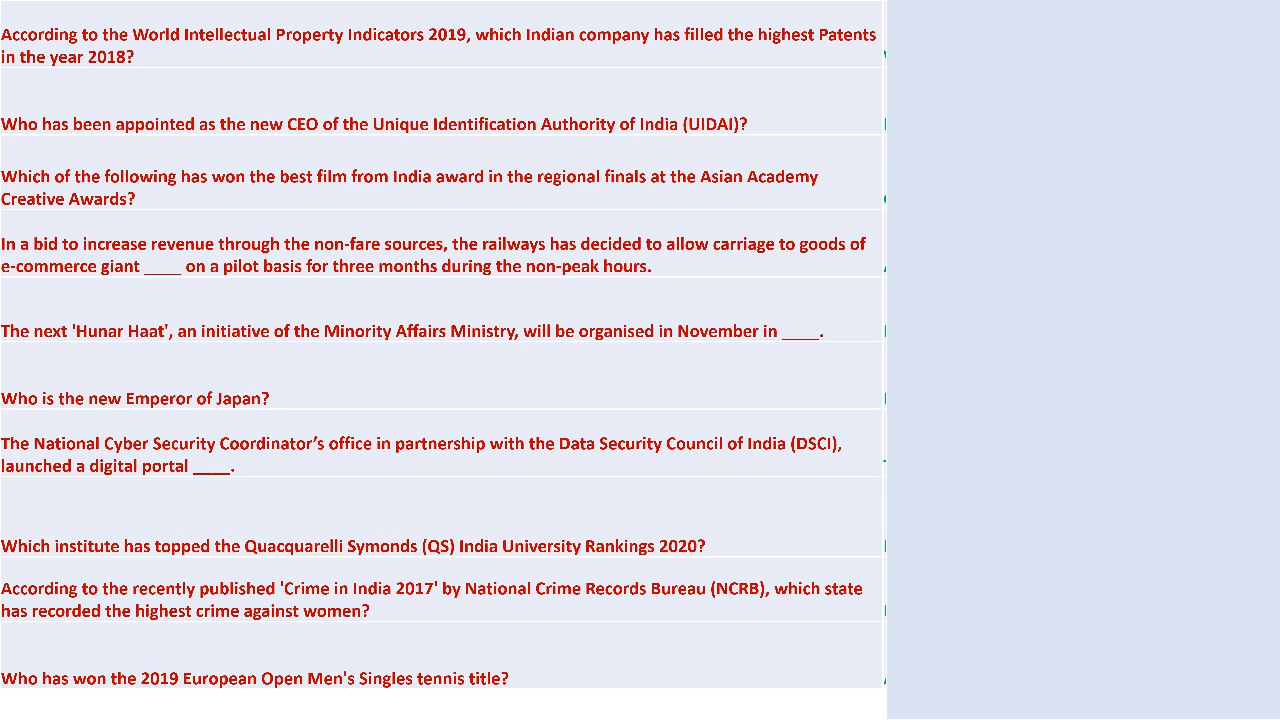 According to the World Intellectual Property Indicators 2019, which Indian company has filled the highest Patents
in the year 2018?
Who has been appointed as the new CEO of the Unique Identification Authority of India (UIDAI)?
Which of the following has won the best film from India award in the regional finals at the Asian Academy
Creative Awards?
In a bid to increase revenue through the non-fare sources, the railways has decided to allow carriage to goods of
e-commerce giant ____ on a pilot basis for three months during the non-peak hours.
The next 'Hunar Haat', an initiative of the Minority Affairs Ministry, will be organised in November in ____.
Who is the new Emperor of Japan?
The National Cyber Security Coordinator’s office in partnership with the Data Security Council of India (DSCI),
launched a digital portal ____.
Which institute has topped the Quacquarelli Symonds (QS) India University Rankings 2020?
According to the recently published 'Crime in India 2017' by National Crime Records Bureau (NCRB), which state
has recorded the highest crime against women?
Who has won the 2019 European Open Men's Singles tennis title?